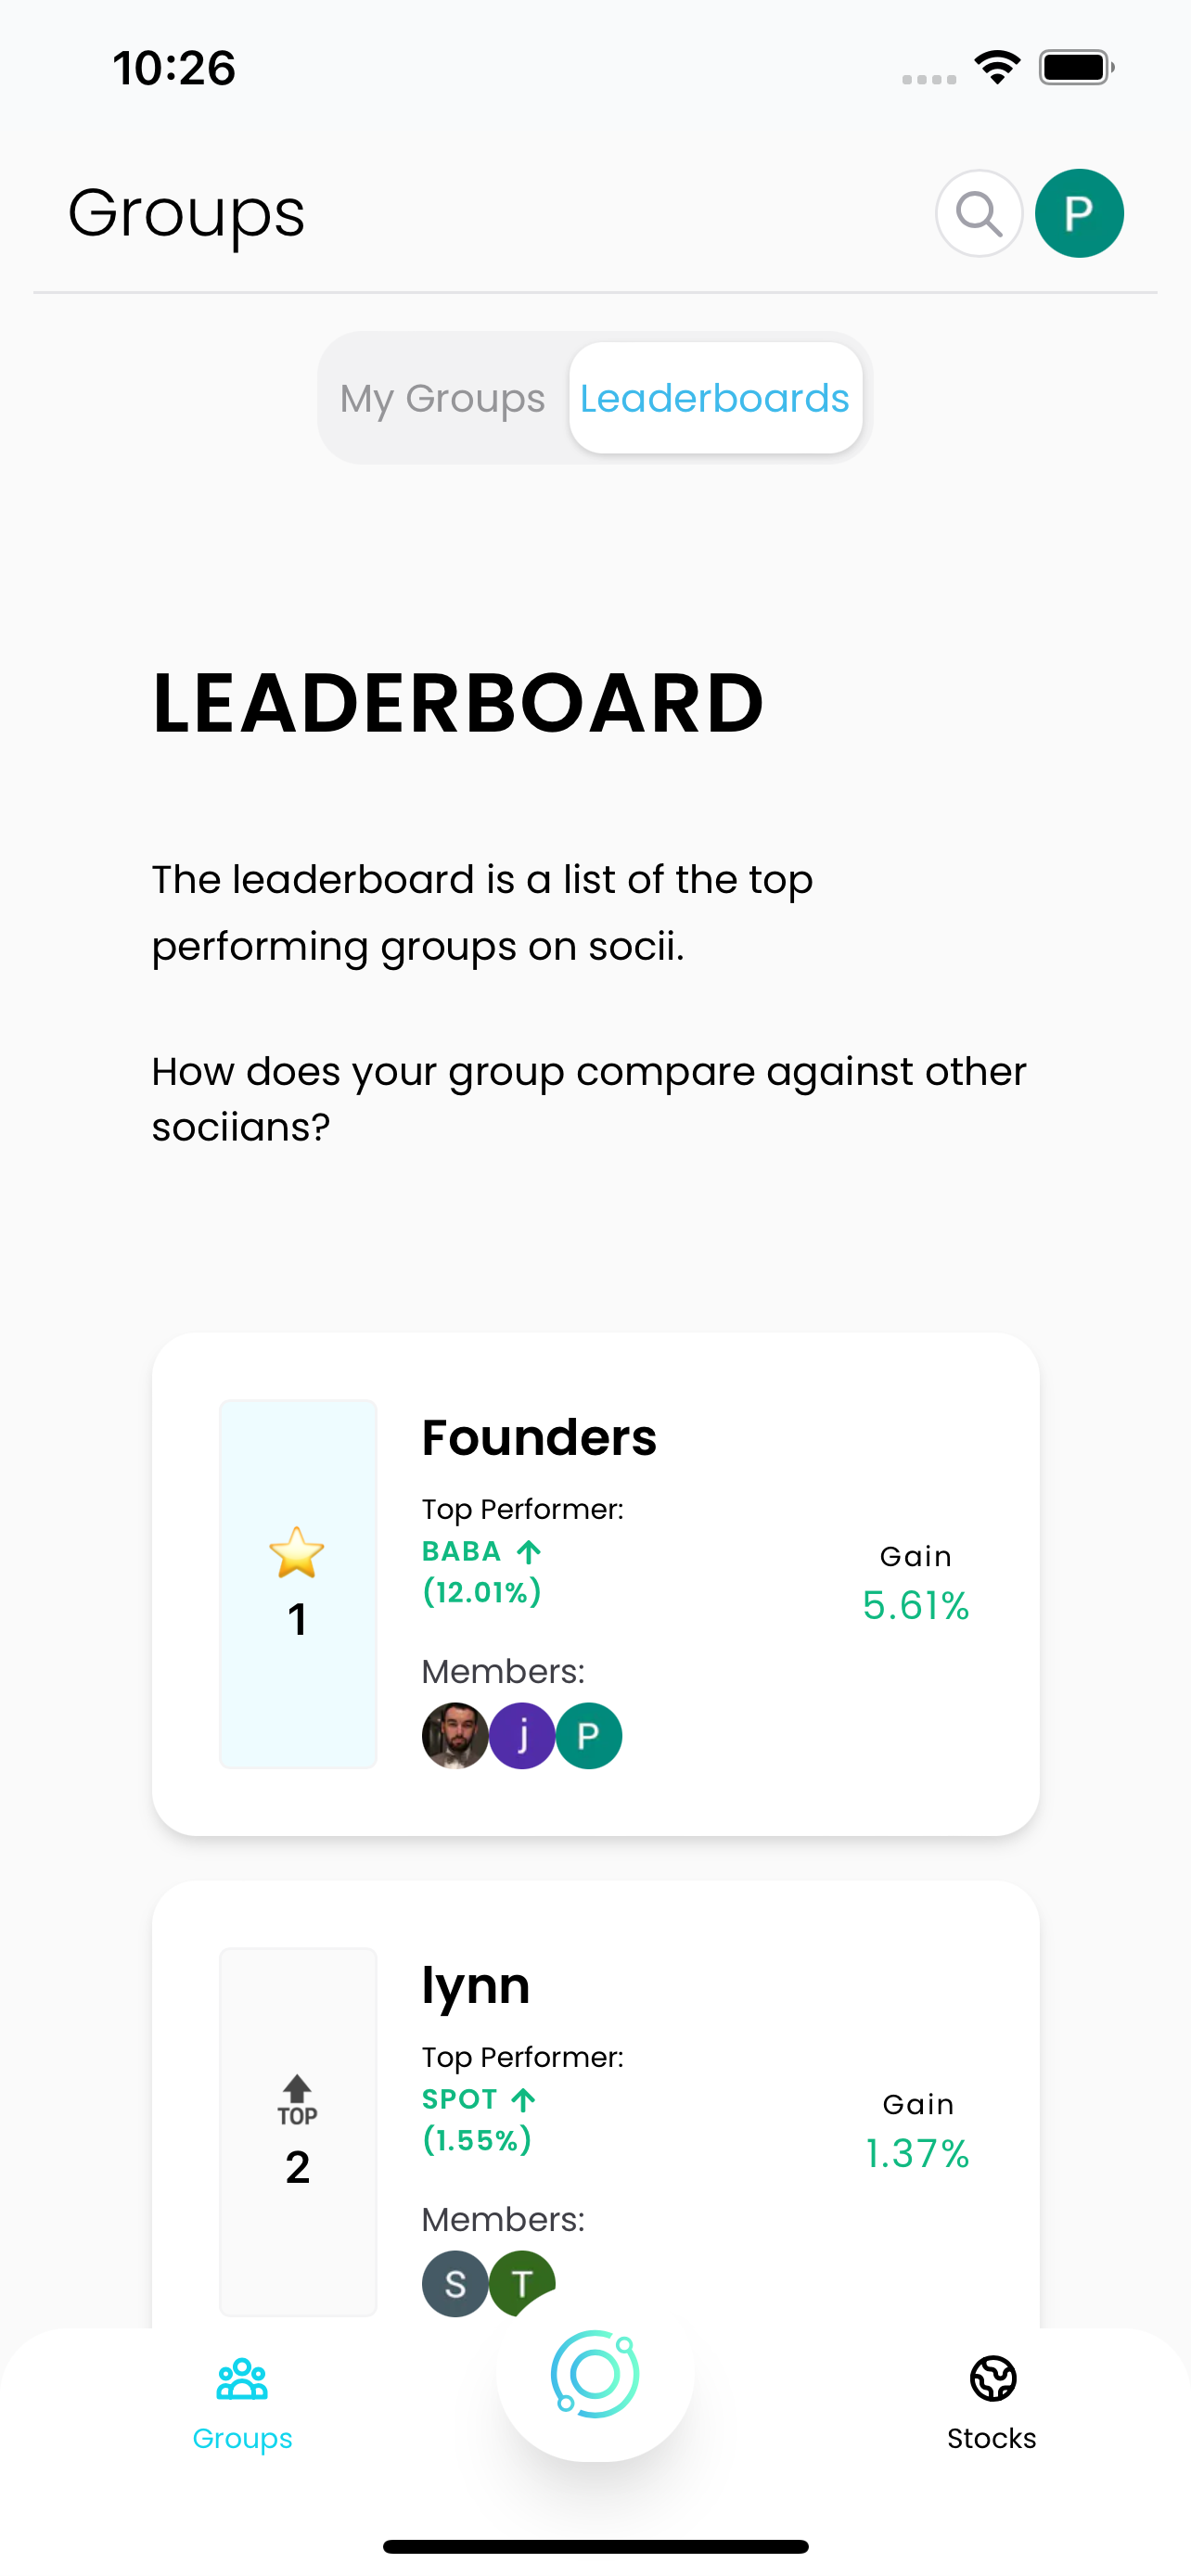 10:26
Groups
P
My Groups
Leaderboards
LEADERBOARD
The leaderboard is a list of the top
performing groups on socii.
How does your group compare against other
sociians?
1
Founders
Top Performer:
BABA ↑
(12.01%)
Gain
5.61%
Members:
j
P
TOP
2
lynn
Top Performer:
SPOT ↑
(1.55%)
Gain
1.37%
Members:
S
T
Groups
Stocks